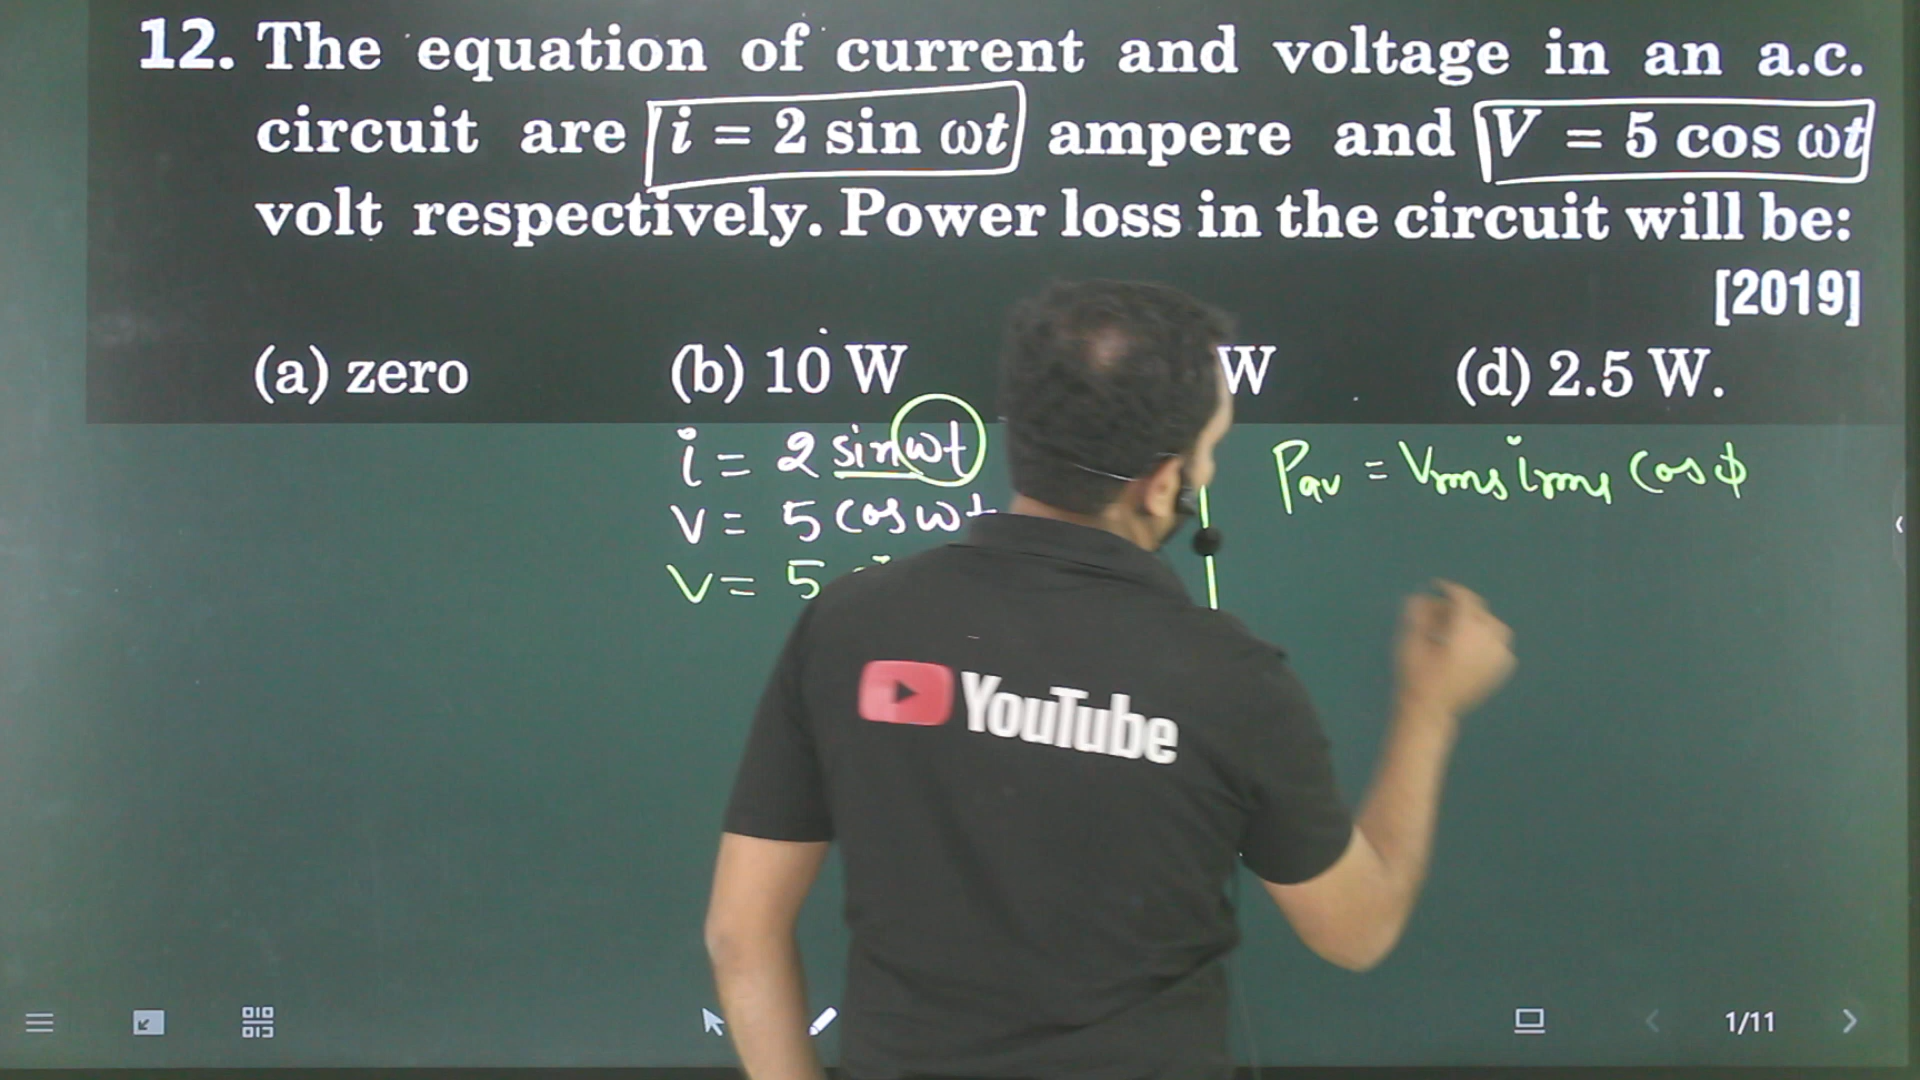 12. The equation of current and voltage in an a.c.
circuit are i = 2 sin ωt ampere and V = 5 cos ωt
volt respectively. Power loss in the circuit will be:
[2019]
(a) zero (b) 10 W W (d) 2.5 W.
i = 2 sin ωt
V = 5 cos ωt
V = 5
Pav = Vrms irms cos ϕ
YouTube
1/11